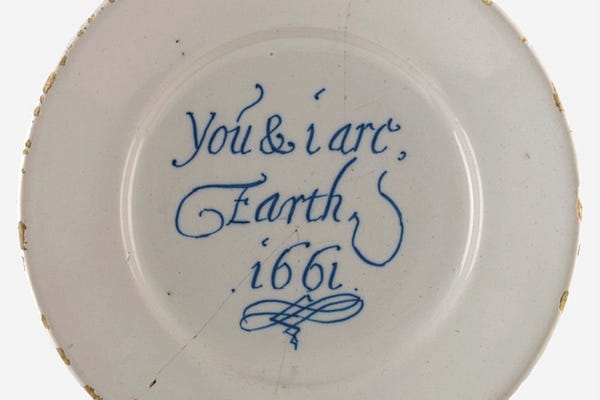 You & i are,
Earth
.1661.